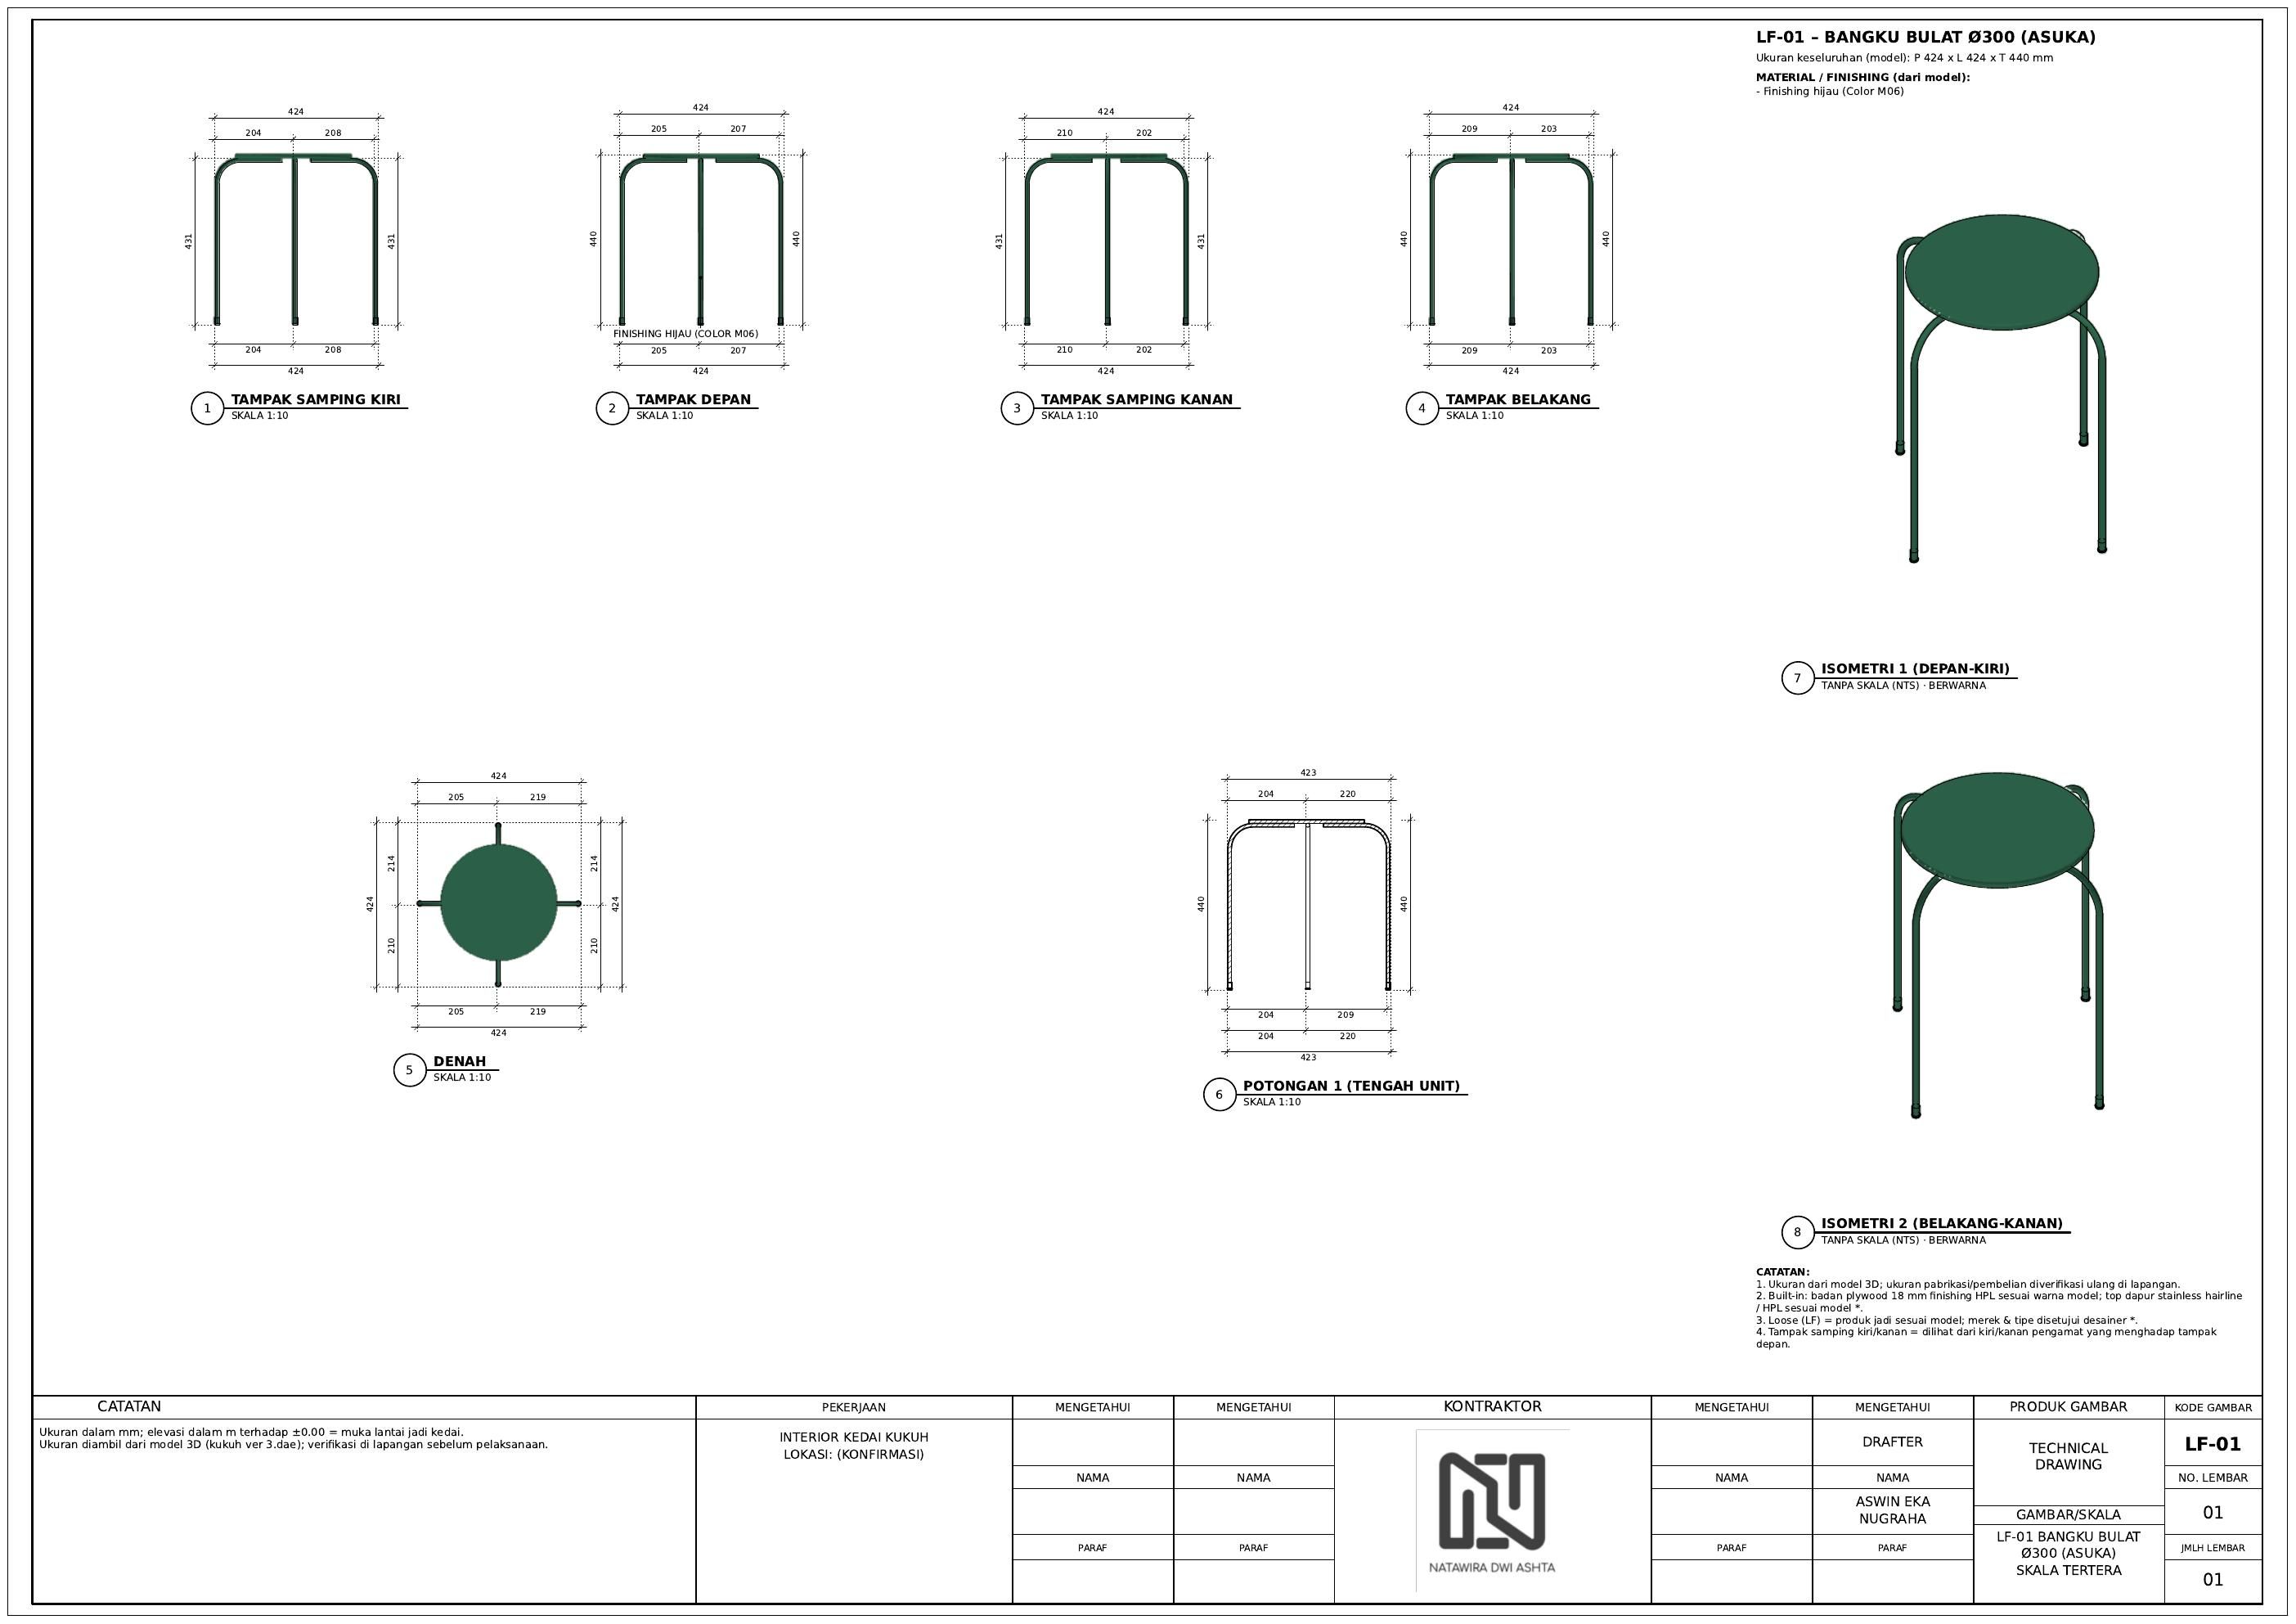 LF-01 – BANGKU BULAT Ø300 (ASUKA)
Ukuran keseluruhan (model): P 424 x L 424 x T 440 mm
MATERIAL / FINISHING (dari model):
- Finishing hijau (Color M06)
424
204 208
431 431
204 208
424
1 TAMPAK SAMPING KIRI
SKALA 1:10
424
205 207
440 440
FINISHING HIJAU (COLOR M06)
205 207
424
2 TAMPAK DEPAN
SKALA 1:10
424
210 202
431 431
210 202
424
3 TAMPAK SAMPING KANAN
SKALA 1:10
424
209 203
440 440
209 203
424
4 TAMPAK BELAKANG
SKALA 1:10
7 ISOMETRI 1 (DEPAN-KIRI)
TANPA SKALA (NTS) · BERWARNA
424
205 219
214 214
424 424
210 210
205 219
424
5 DENAH
SKALA 1:10
423
204 220
440 440
204 209
204 220
423
6 POTONGAN 1 (TENGAH UNIT)
SKALA 1:10
8 ISOMETRI 2 (BELAKANG-KANAN)
TANPA SKALA (NTS) · BERWARNA
CATATAN:
1. Ukuran dari model 3D; ukuran pabrikasi/pembelian diverifikasi ulang di lapangan.
2. Built-in: badan plywood 18 mm finishing HPL sesuai warna model; top dapur stainless hairline
/ HPL sesuai model *.
3. Loose (LF) = produk jadi sesuai model; merek & tipe disetujui desainer *.
4. Tampak samping kiri/kanan = dilihat dari kiri/kanan pengamat yang menghadap tampak
depan.
CATATAN
Ukuran dalam mm; elevasi dalam m terhadap ±0.00 = muka lantai jadi kedai.
Ukuran diambil dari model 3D (kukuh ver 3.dae); verifikasi di lapangan sebelum pelaksanaan.
PEKERJAAN
INTERIOR KEDAI KUKUH
LOKASI: (KONFIRMASI)
MENGETAHUI
NAMA
PARAF
MENGETAHUI
NAMA
PARAF
KONTRAKTOR
NATAWIRA DWI ASHTA
MENGETAHUI
NAMA
PARAF
MENGETAHUI
DRAFTER
NAMA
ASWIN EKA
NUGRAHA
PARAF
PRODUK GAMBAR
TECHNICAL
DRAWING
GAMBAR/SKALA
LF-01 BANGKU BULAT
Ø300 (ASUKA)
SKALA TERTERA
KODE GAMBAR
LF-01
NO. LEMBAR
01
JMLH LEMBAR
01